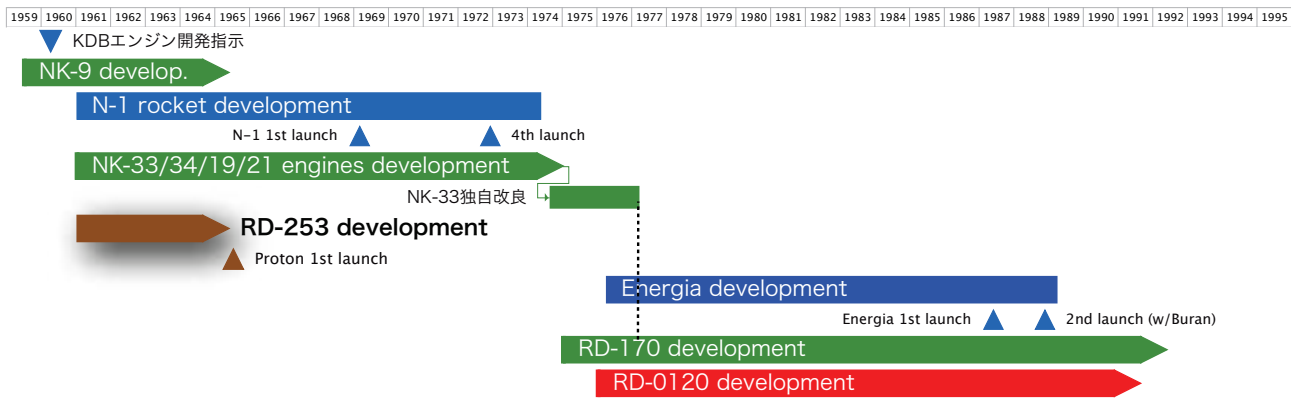 1959 1960 1961 1962 1963 1964 1965 1966 1967 1968 1969 1970 1971 1972 1973 1974 1975 1976 1977 1978 1979 1980 1981 1982 1983 1984 1985 1986 1987 1988 1989 1990 1991 1992 1993 1994 1995
KDBエンジン開発指示
NK-9 develop.
N-1 rocket development
N-1 1st launch 4th launch
NK-33/34/19/21 engines development
NK-33独自改良
RD-253 development
Proton 1st launch
Energia development
Energia 1st launch 2nd launch (w/Buran)
RD-170 development
RD-0120 development